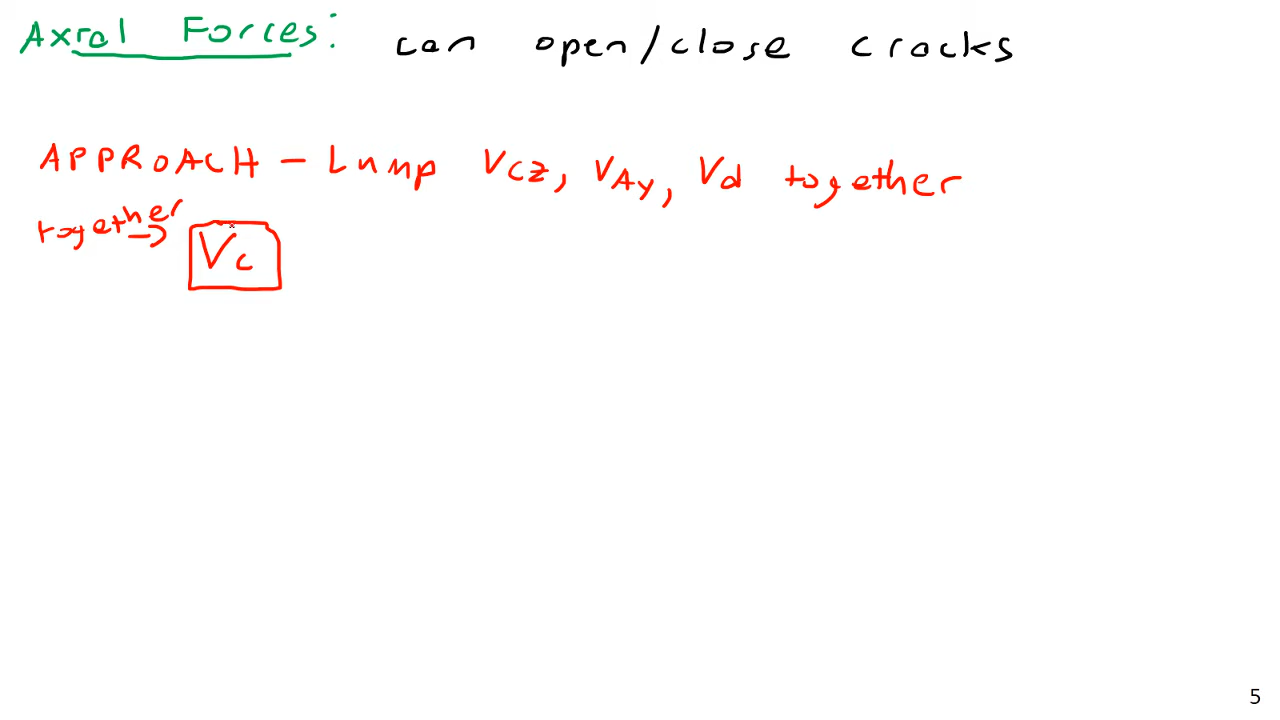 Axial Forces: can open/close cracks
APPROACH - Lump VCZ, VAY, Vd together
together →
Vc
5